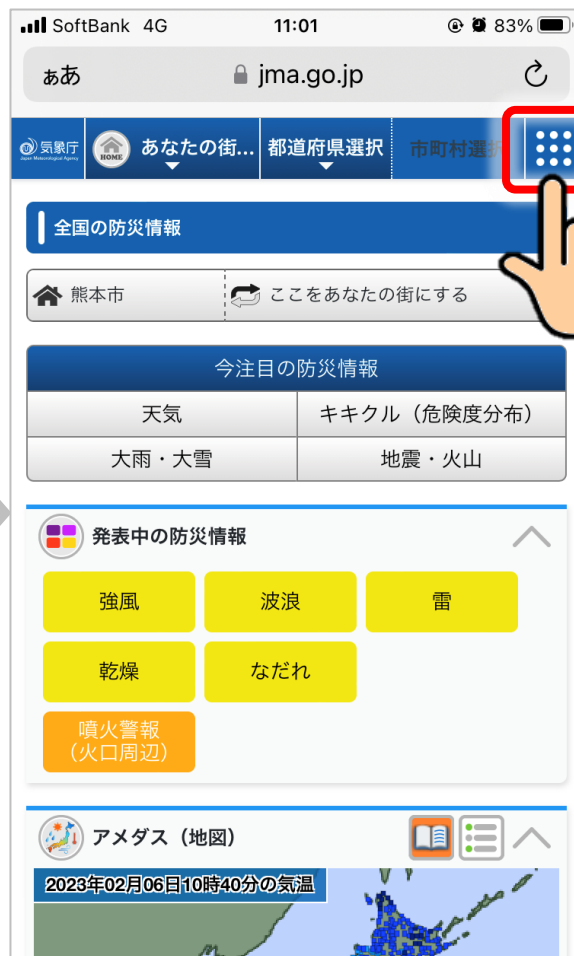 SoftBank 4G 11:01 83%
ぁあ jma.go.jp
気象庁 HOME あなたの街... 都道府県選択 市町村選択
Japan Meteorological Agency
全国の防災情報
熊本市 ここをあなたの街にする
今注目の防災情報
天気 キキクル（危険度分布）
大雨・大雪 地震・火山
発表中の防災情報
強風 波浪 雷
乾燥 なだれ
噴火警報
（火口周辺）
アメダス（地図）
2023年02月06日10時40分の気温